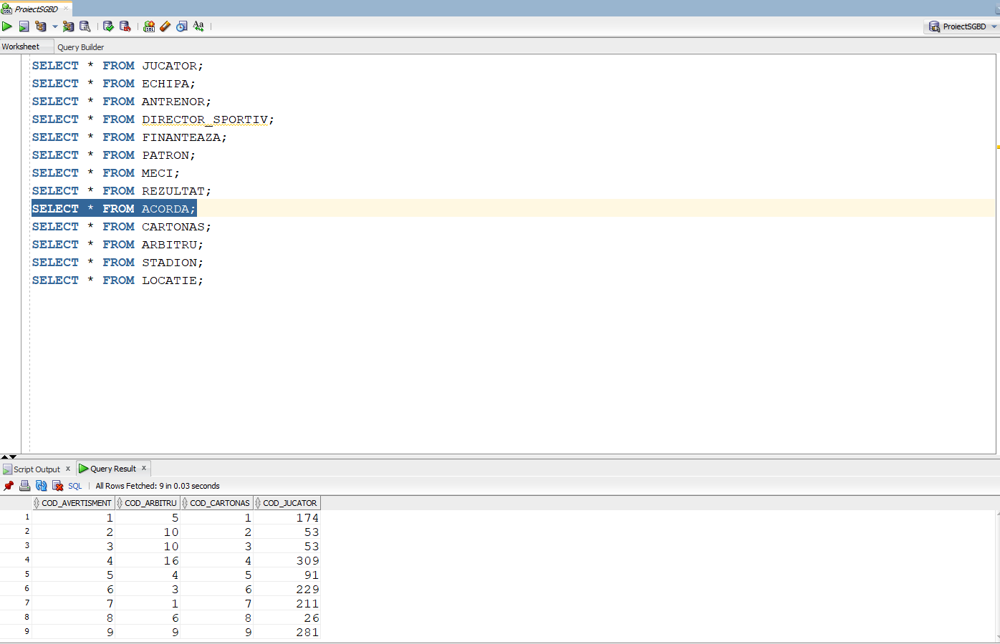 ProiectSGBD
ProiectSGBD
Worksheet Query Builder
SELECT * FROM JUCATOR;
SELECT * FROM ECHIPA;
SELECT * FROM ANTRENOR;
SELECT * FROM DIRECTOR_SPORTIV;
SELECT * FROM FINANTEAZA;
SELECT * FROM PATRON;
SELECT * FROM MECI;
SELECT * FROM REZULTAT;
SELECT * FROM ACORDA;
SELECT * FROM CARTONAS;
SELECT * FROM ARBITRU;
SELECT * FROM STADION;
SELECT * FROM LOCATIE;
Script Output x Query Result x
SQL | All Rows Fetched: 9 in 0.03 seconds
COD_AVERTISMENT COD_ARBITRU COD_CARTONAS COD_JUCATOR
1 1 5 1 174
2 2 10 2 53
3 3 10 3 53
4 4 16 4 309
5 5 4 5 91
6 6 3 6 229
7 7 1 7 211
8 8 6 8 26
9 9 9 9 281